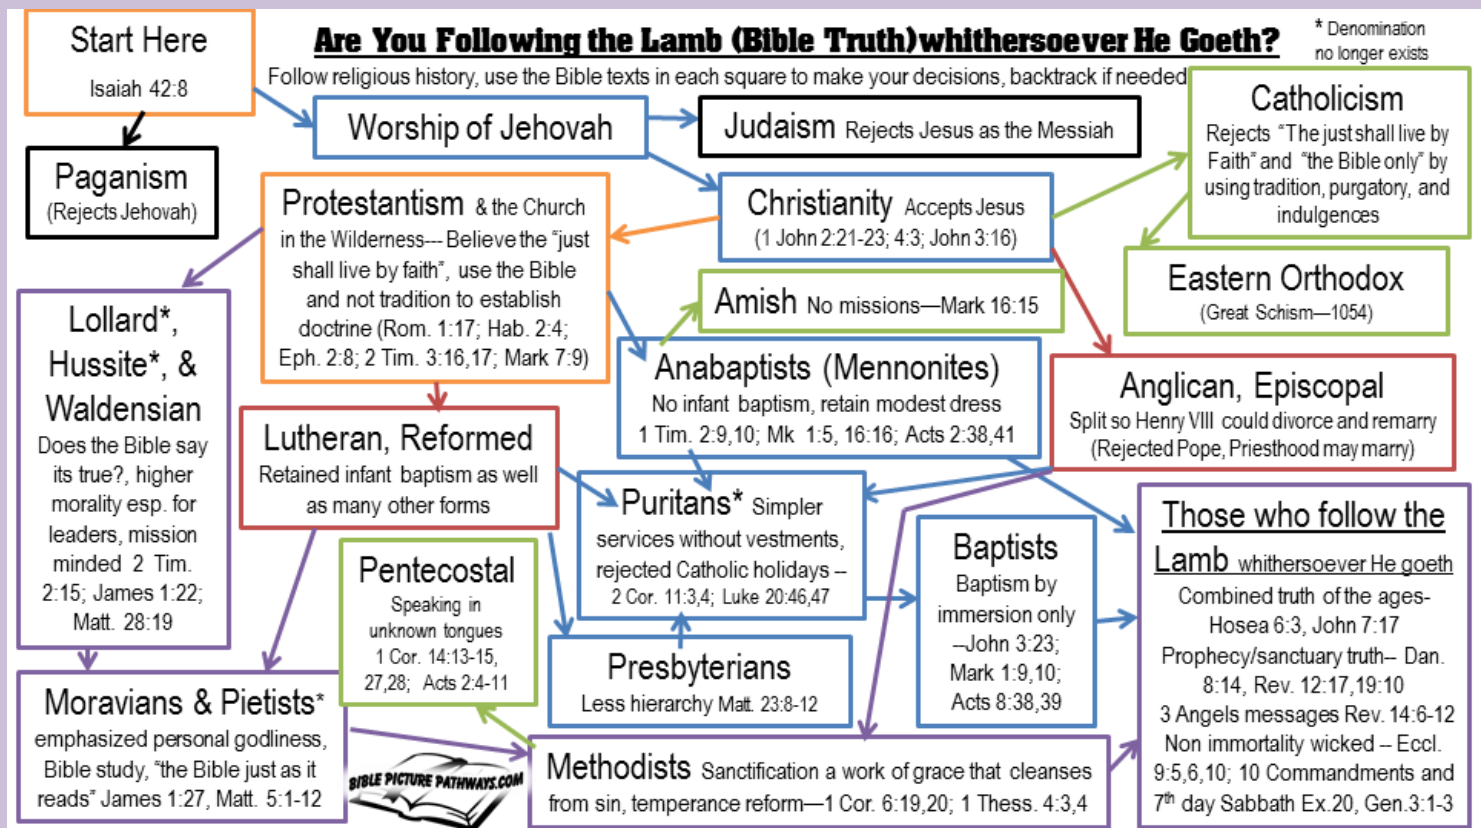 Start Here
Isaiah 42:8
Are You Following the Lamb (Bible Truth)whithersoever He Goeth?
* Denomination
no longer exists
Follow religious history, use the Bible texts in each square to make your decisions, backtrack if needed
Worship of Jehovah
Judaism Rejects Jesus as the Messiah
Catholicism
Rejects "The just shall live by
Faith" and "the Bible only" by
using tradition, purgatory, and
indulgences
Paganism
(Rejects Jehovah)
Protestantism & the Church
in the Wilderness--- Believe the "just
shall live by faith", use the Bible
and not tradition to establish
doctrine (Rom. 1:17; Hab. 2:4;
Eph. 2:8; 2 Tim. 3:16,17; Mark 7:9)
Christianity Accepts Jesus
(1 John 2:21-23; 4:3; John 3:16)
Eastern Orthodox
(Great Schism—1054)
Amish No missions—Mark 16:15
Lollard*,
Hussite*, &
Waldensian
Does the Bible say
its true?, higher
morality esp. for
leaders, mission
minded 2 Tim.
2:15; James 1:22;
Matt. 28:19
Anabaptists (Mennonites)
No infant baptism, retain modest dress
1 Tim. 2:9,10; Mk 1:5, 16:16; Acts 2:38,41
Anglican, Episcopal
Split so Henry VIII could divorce and remarry
(Rejected Pope, Priesthood may marry)
Lutheran, Reformed
Retained infant baptism as well
as many other forms
Puritans* Simpler
services without vestments,
rejected Catholic holidays –
2 Cor. 11:3,4; Luke 20:46,47
Baptists
Baptism by
immersion only
--John 3:23;
Mark 1:9,10;
Acts 8:38,39
Those who follow the
Lamb whithersoever He goeth
Combined truth of the ages-
Hosea 6:3, John 7:17
Prophecy/sanctuary truth-- Dan.
8:14, Rev. 12:17,19:10
3 Angels messages Rev. 14:6-12
Non immortality wicked – Eccl.
9:5,6,10; 10 Commandments and
7th day Sabbath Ex.20, Gen.3:1-3
Pentecostal
Speaking in
unknown tongues
1 Cor. 14:13-15,
27,28; Acts 2:4-11
Presbyterians
Less hierarchy Matt. 23:8-12
Moravians & Pietists*
emphasized personal godliness,
Bible study, "the Bible just as it
reads" James 1:27, Matt. 5:1-12
BIBLE PICTURE PATHWAYS.COM
Methodists Sanctification a work of grace that cleanses
from sin, temperance reform—1 Cor. 6:19,20; 1 Thess. 4:3,4